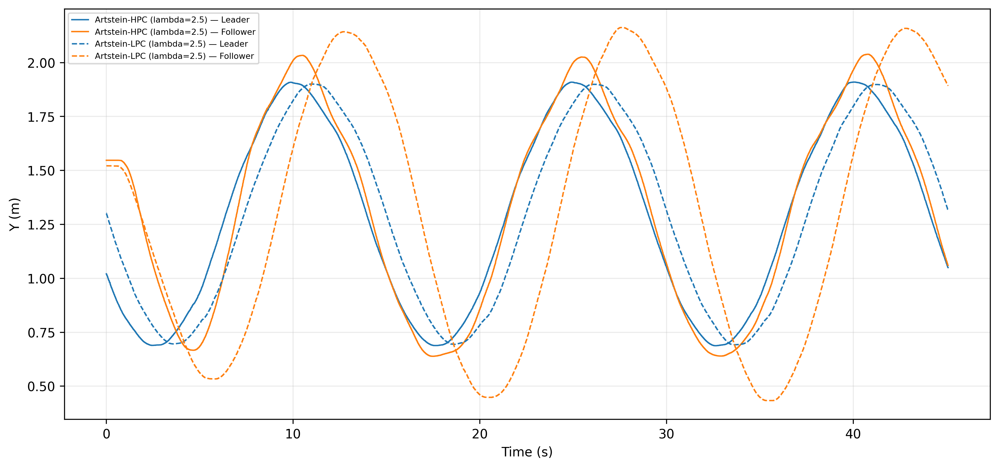 Artstein-HPC (lambda=2.5) — Leader
Artstein-HPC (lambda=2.5) — Follower
Artstein-LPC (lambda=2.5) — Leader
Artstein-LPC (lambda=2.5) — Follower
2.00
1.75
1.50
1.25
1.00
0.75
0.50
Y (m)
0 10 20 30 40
Time (s)